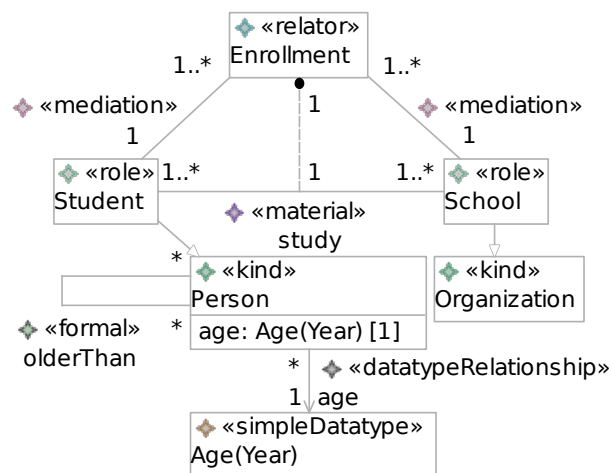 «relator»
Enrollment
1..*
1..*
«mediation»
«mediation»
1
1
1
«role»
Student
1..*
1
1..*
«role»
School
«material»
study
*
«kind»
Person
«kind»
Organization
age: Age(Year) [1]
«formal»
olderThan
*
*
«datatypeRelationship»
1
age
«simpleDatatype»
Age(Year)